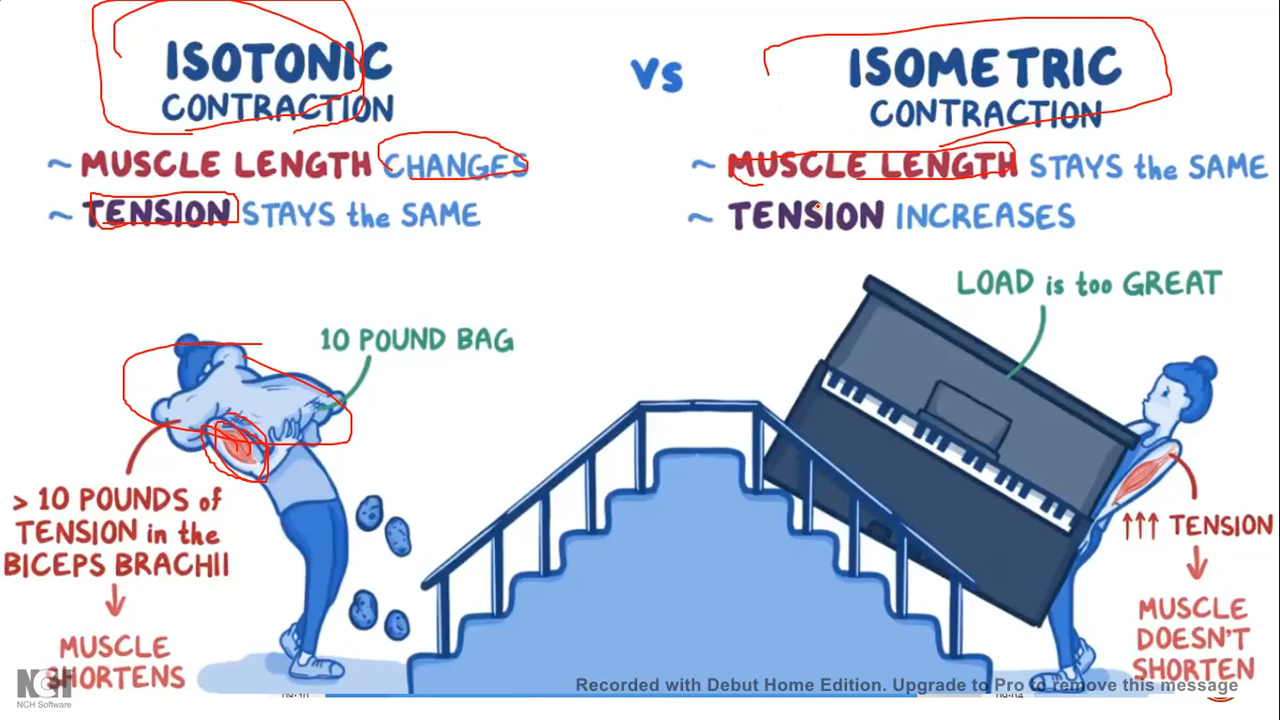 ISOTONIC
CONTRACTION
~ MUSCLE LENGTH CHANGES
~ TENSION STAYS the SAME
VS
ISOMETRIC
CONTRACTION
~ MUSCLE LENGTH STAYS the SAME
~ TENSION INCREASES
10 POUND BAG
> 10 POUNDS of
TENSION in the
BICEPS BRACHII
MUSCLE
SHORTENS
LOAD is too GREAT
↑↑↑ TENSION
MUSCLE
DOESN'T
SHORTEN
NCH
NCH Software
Recorded with Debut Home Edition. Upgrade to Pro to remove this message